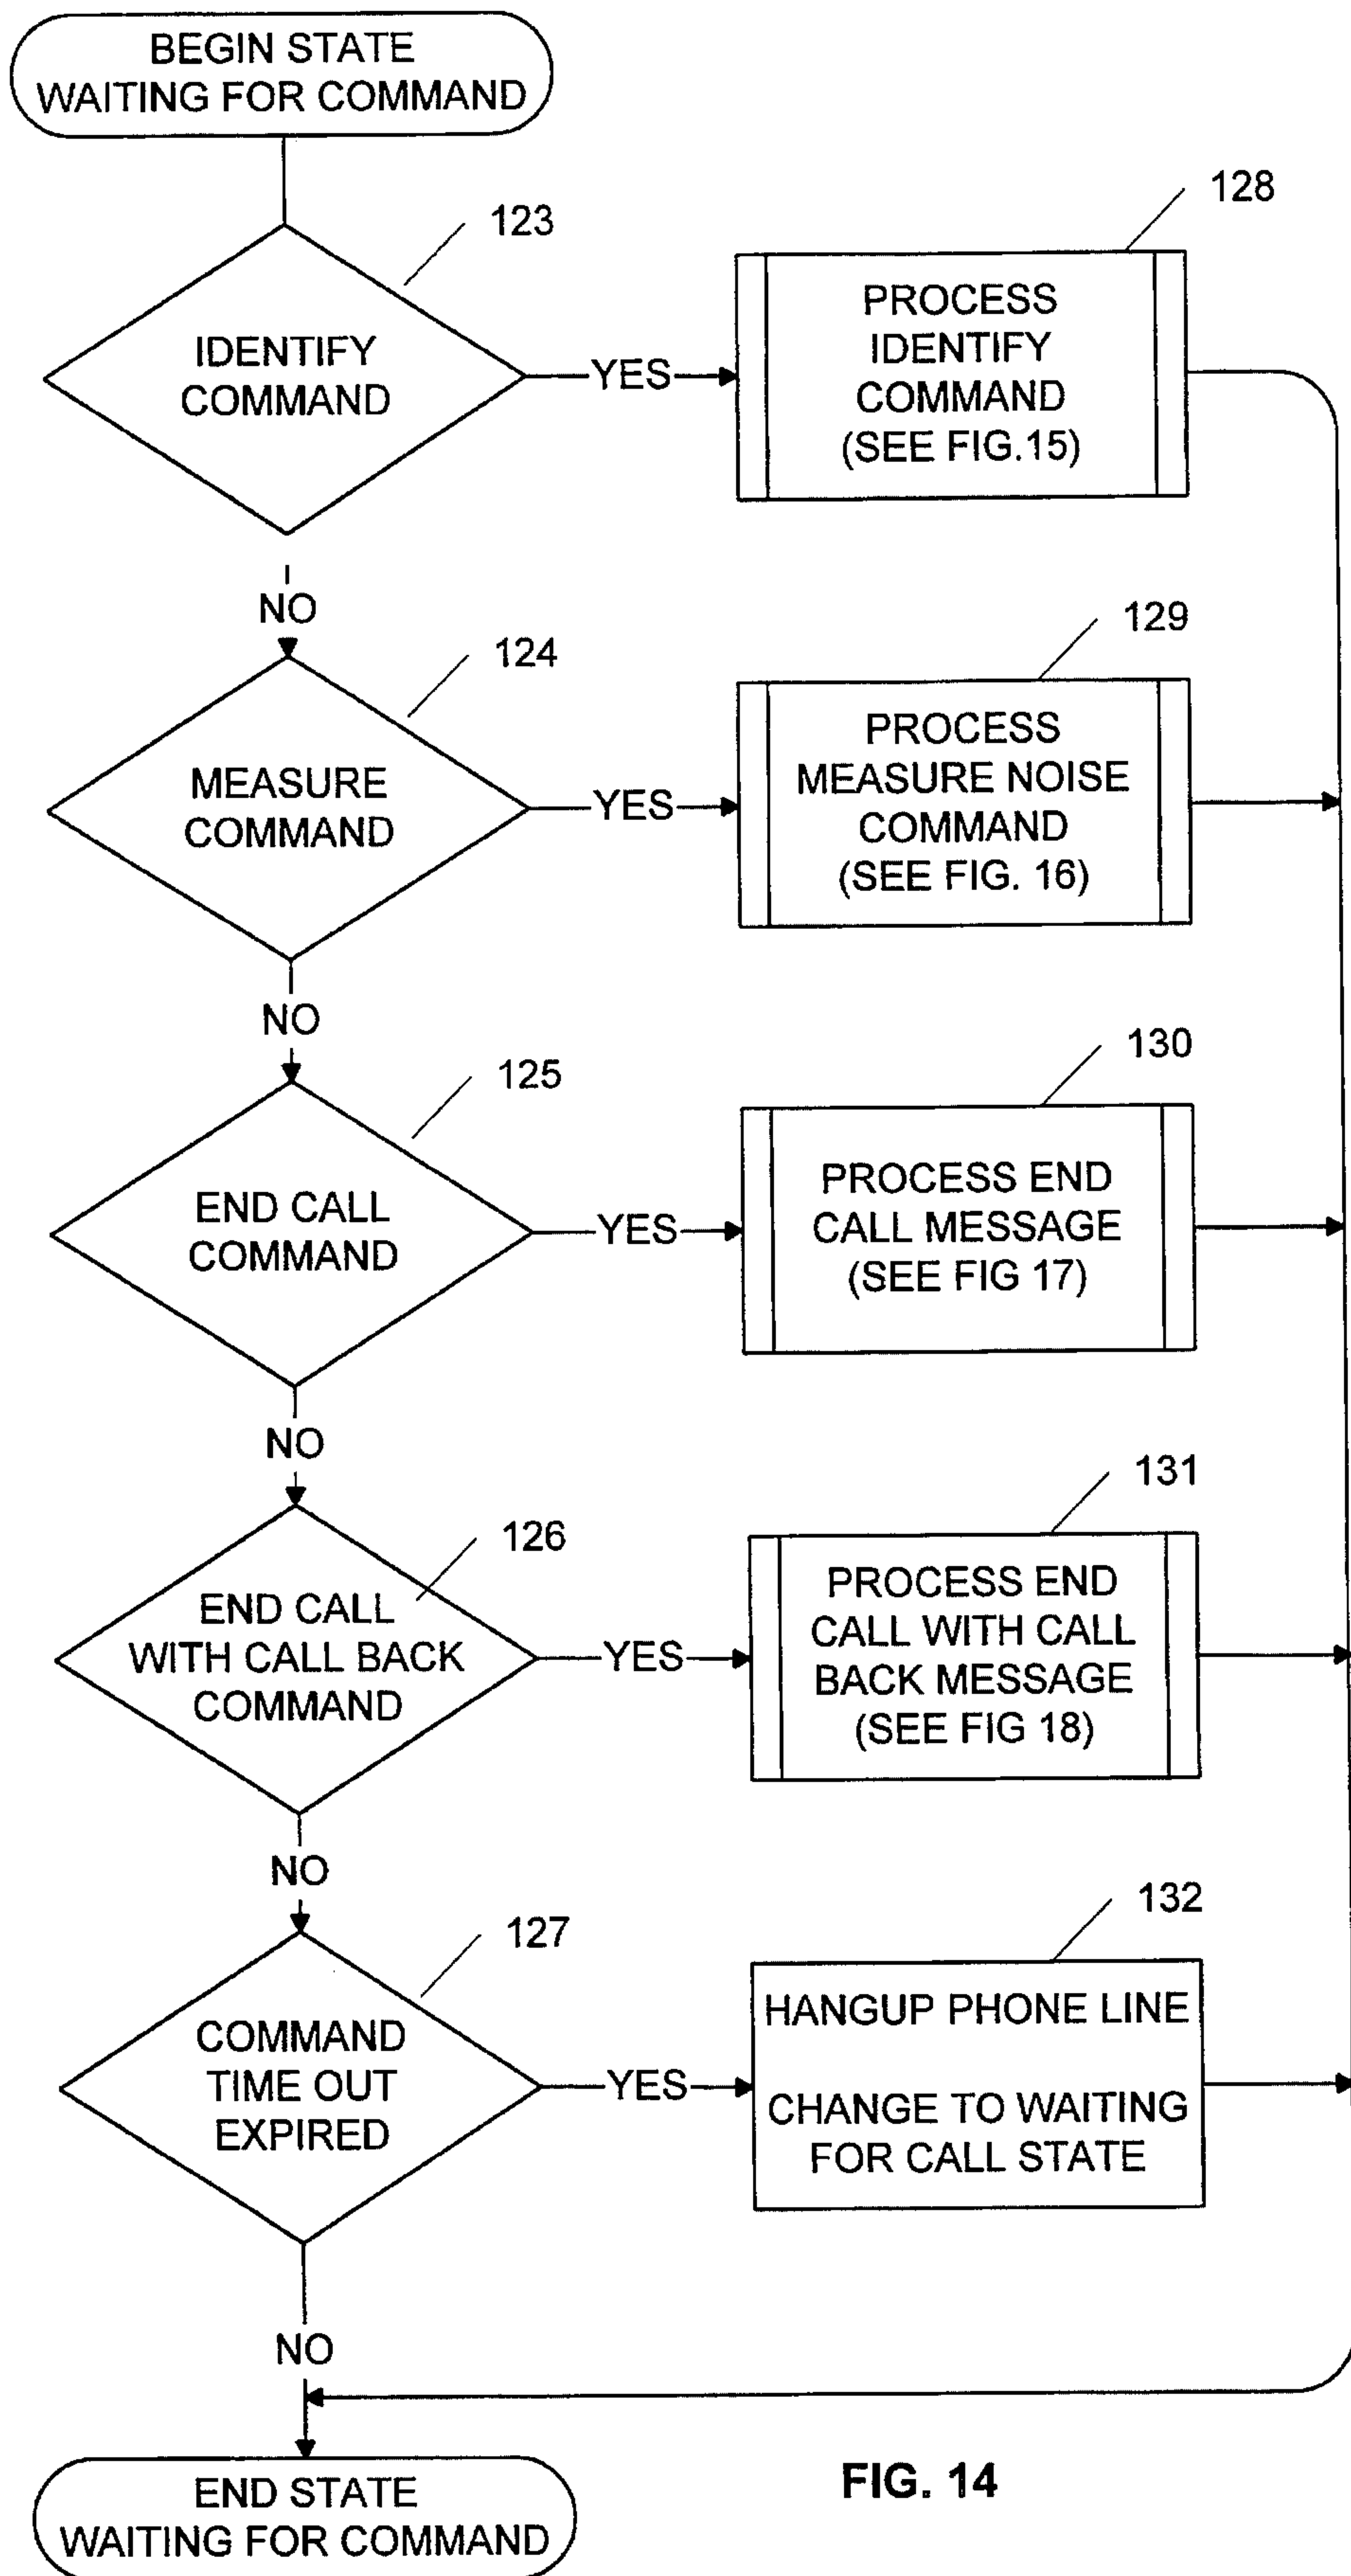 BEGIN STATE
WAITING FOR COMMAND
123
IDENTIFY
COMMAND
YES
128
PROCESS
IDENTIFY
COMMAND
(SEE FIG.15)
NO
124
MEASURE
COMMAND
YES
129
PROCESS
MEASURE NOISE
COMMAND
(SEE FIG. 16)
NO
125
END CALL
COMMAND
YES
130
PROCESS END
CALL MESSAGE
(SEE FIG 17)
NO
126
END CALL
WITH CALL BACK
COMMAND
YES
131
PROCESS END
CALL WITH CALL
BACK MESSAGE
(SEE FIG 18)
NO
127
COMMAND
TIME OUT
EXPIRED
YES
132
HANGUP PHONE LINE
CHANGE TO WAITING
FOR CALL STATE
NO
END STATE
WAITING FOR COMMAND
FIG. 14